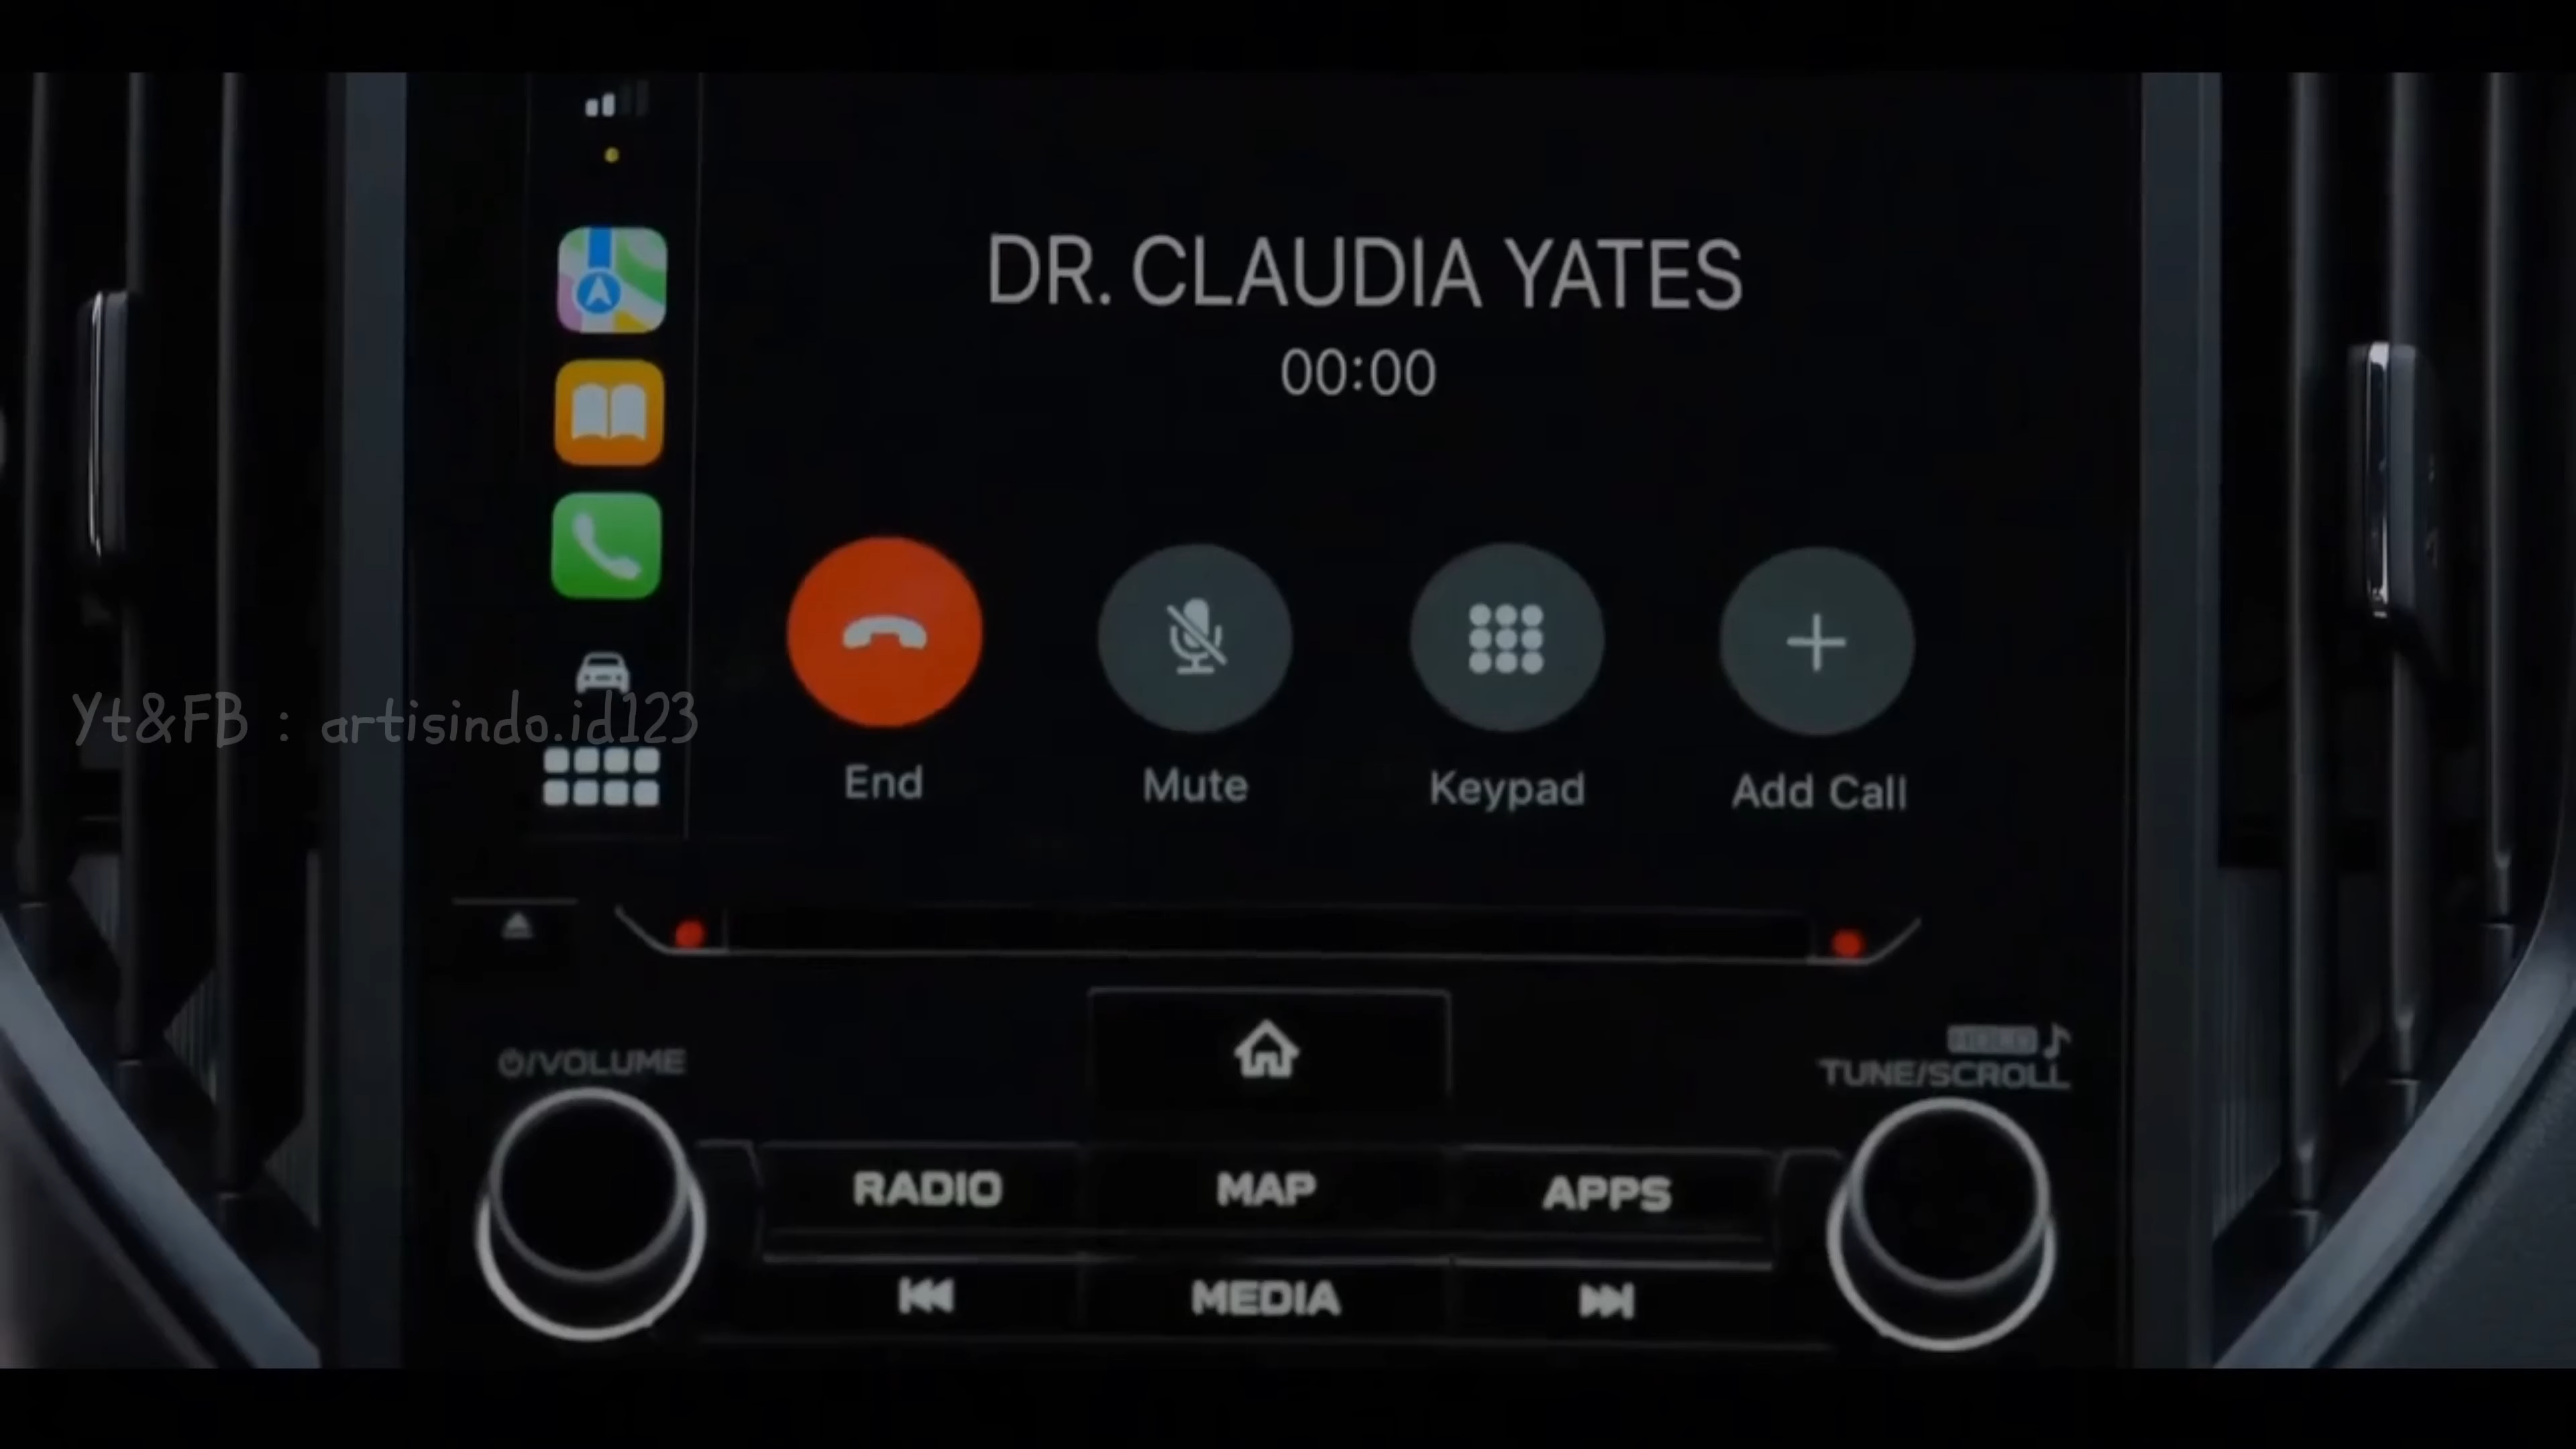 DR. CLAUDIA YATES
00:00
Yt&FB : artisindo.id123
End
Mute
Keypad
Add Call
/VOLUME
TUNE/SCROLL
RADIO
MAP
APPS
MEDIA